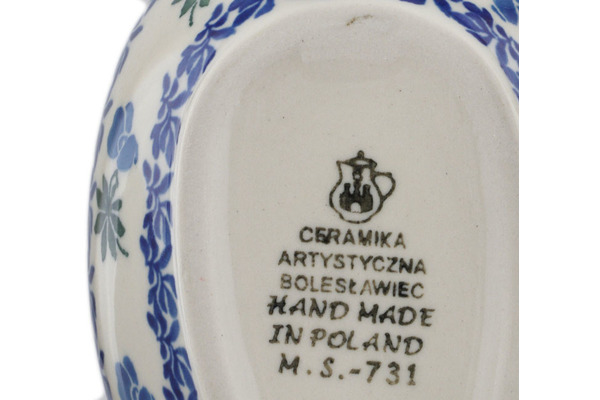 CERAMIKA
ARTYSTYCZNA
BOLESŁAWIEC
HAND MADE
IN POLAND
M.S.-731